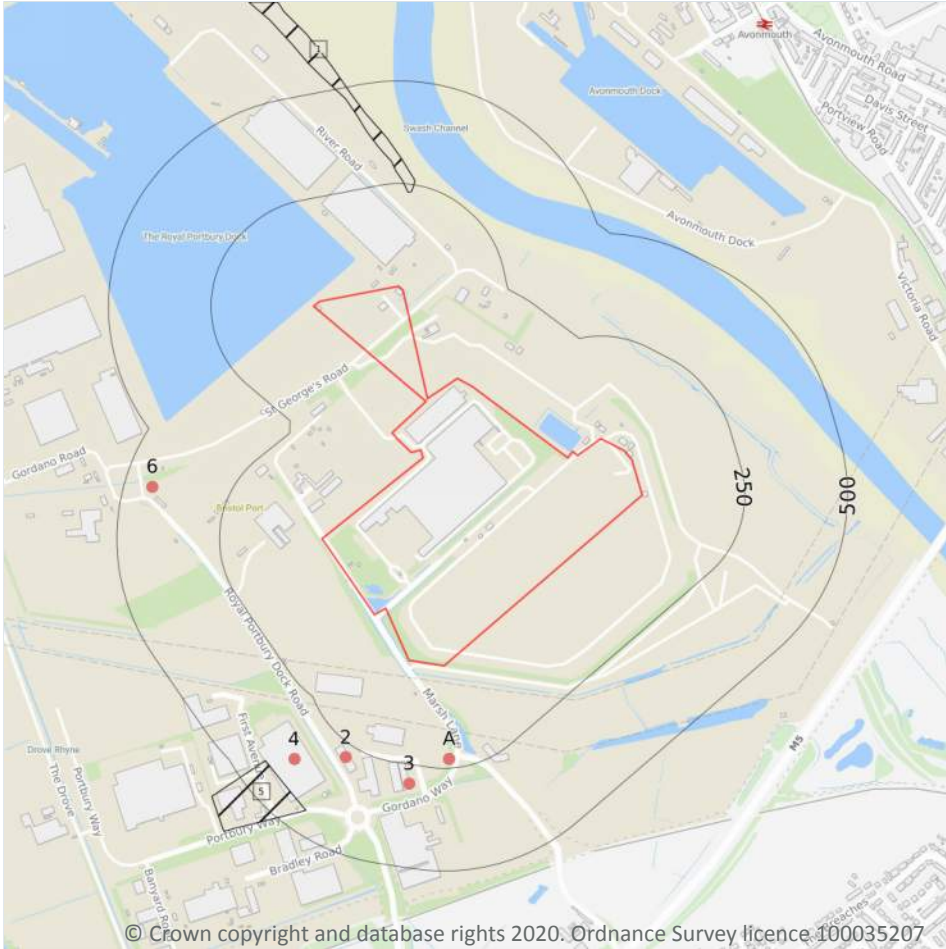 Avonmouth
Avonmouth Road
Davis Street
Portview Road
Avonmouth Dock
Swash Channel
1
River Road
The Royal Portbury Dock
Avonmouth Dock
Victoria Road
St George's Road
Gordano Road
6
Bristol Port
250
500
Royal Portbury Dock Road
Marsh Lane
First Avenue
4
2
A
3
M5
Drove Rhyne
The Drove
Portbury Way
5
Gordano Way
Portbury Way
Bradley Road
© Crown copyright and database rights 2020. Ordnance Survey licence 100035207